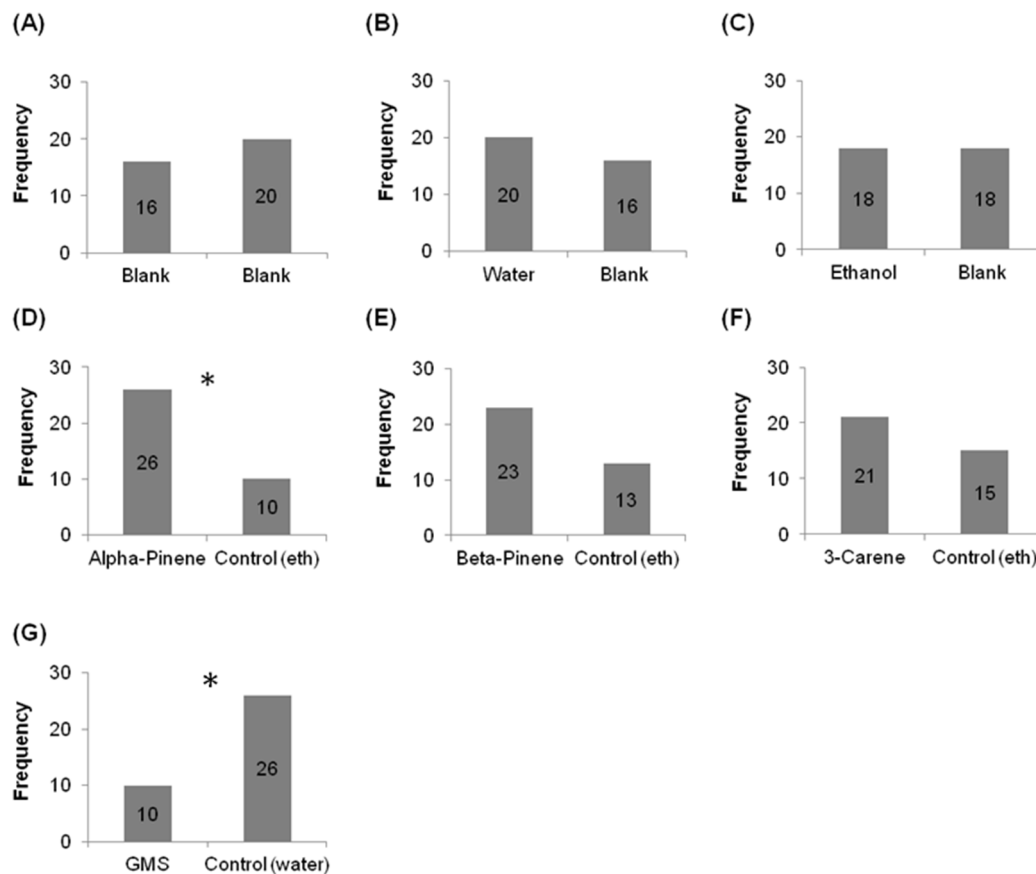 (A)
(B)
(C)
Frequency
30
20
10
0
16
20
Blank
Blank
Frequency
30
20
10
0
20
16
Water
Blank
Frequency
30
20
10
0
18
18
Ethanol
Blank
(D)
(E)
(F)
Frequency
30
20
10
0
26
*
10
Alpha-Pinene
Control (eth)
Frequency
30
20
10
0
23
13
Beta-Pinene
Control (eth)
Frequency
30
20
10
0
21
15
3-Carene
Control (eth)
(G)
Frequency
30
20
10
0
10
*
26
GMS
Control (water)